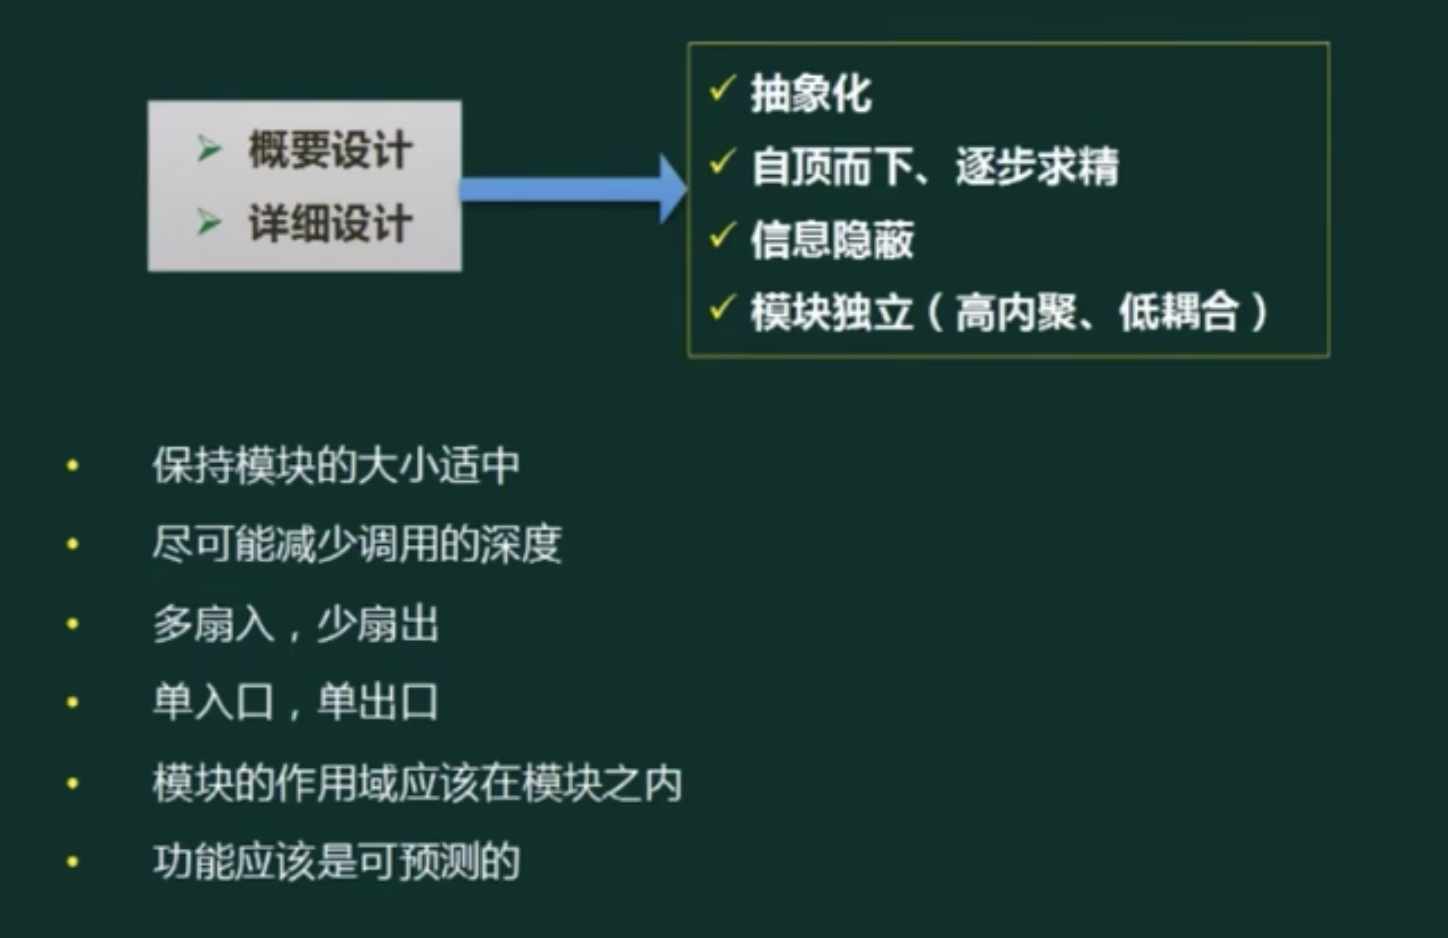 概要设计
详细设计
抽象化
自顶而下、逐步求精
信息隐蔽
模块独立（高内聚、低耦合）
保持模块的大小适中
尽可能减少调用的深度
多扇入，少扇出
单入口，单出口
模块的作用域应该在模块之内
功能应该是可预测的